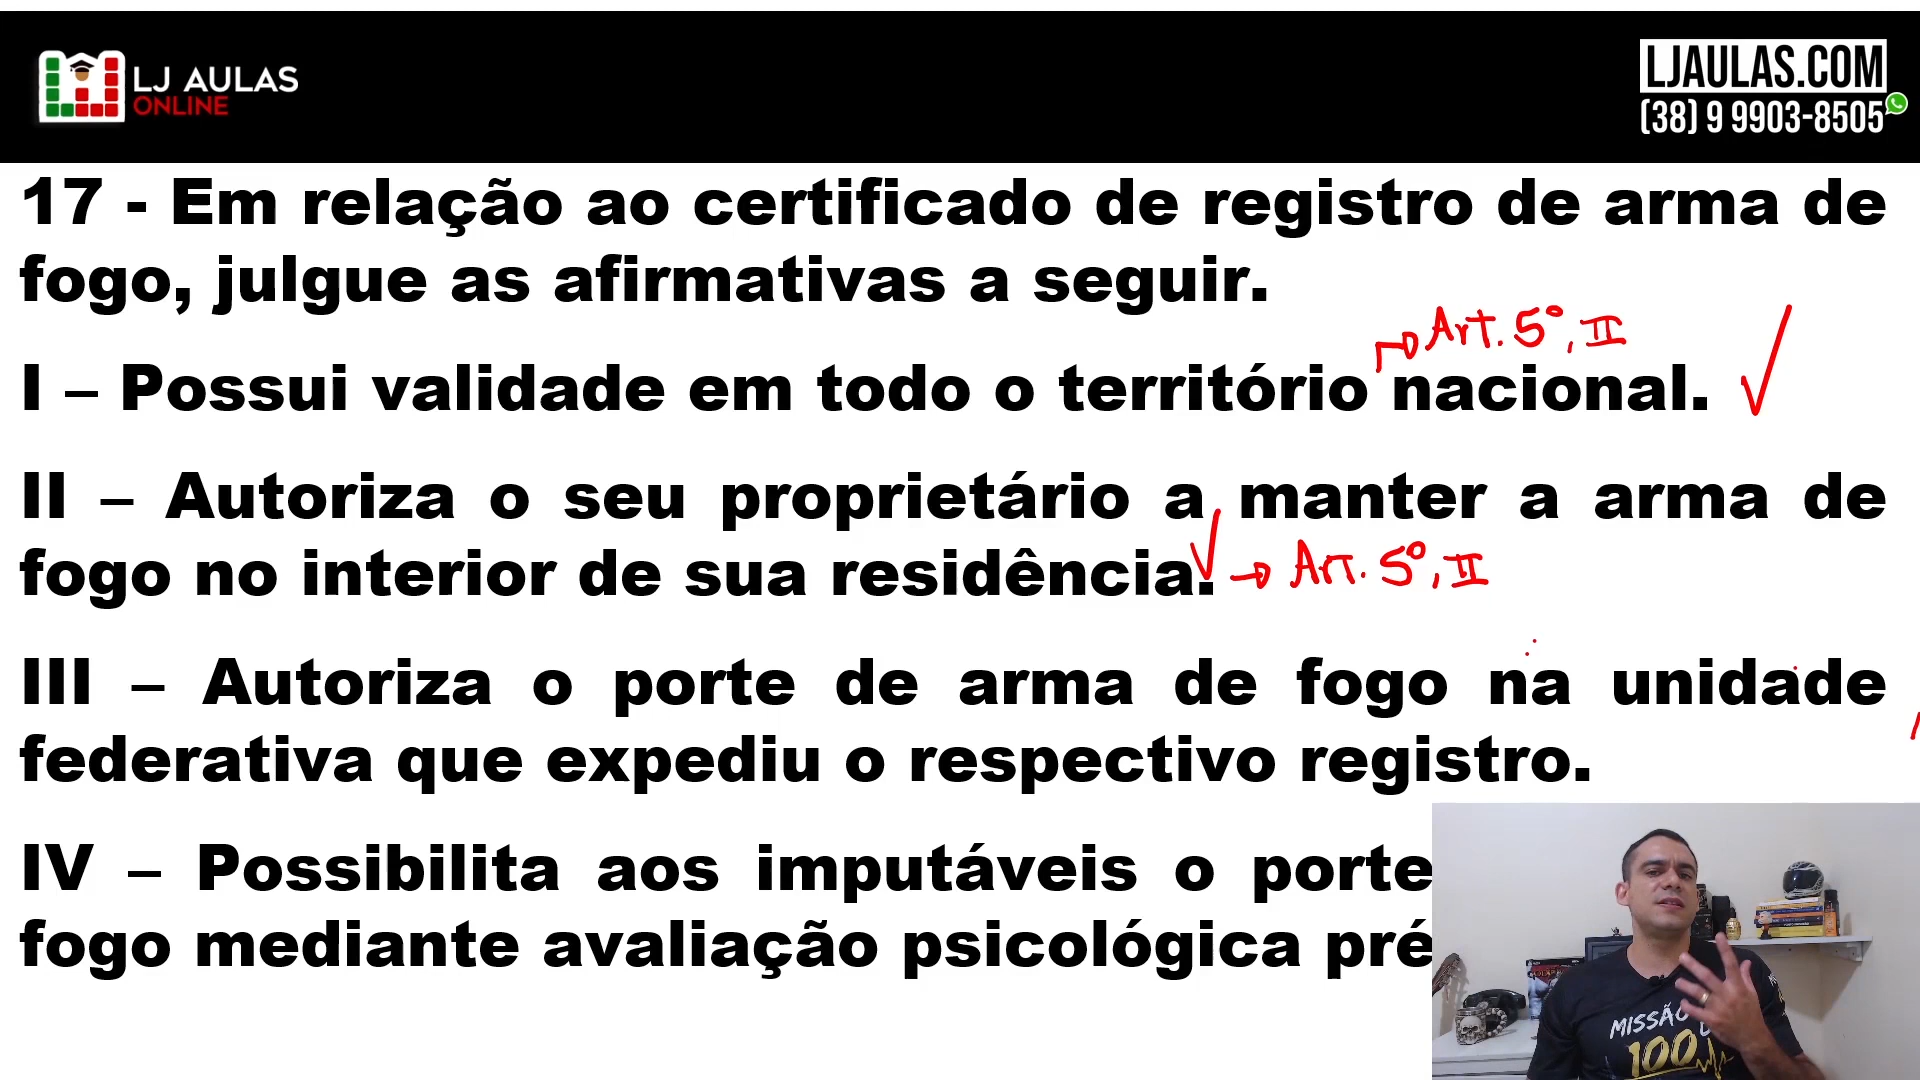 LJ AULAS
ONLINE
LJAULAS.COM
(38) 9 9903-8505
17 - Em relação ao certificado de registro de arma de
fogo, julgue as afirmativas a seguir.
Art. 5º, II
I – Possui validade em todo o território nacional.
II – Autoriza o seu proprietário a manter a arma de
fogo no interior de sua residência.
Art. 5º, II
III – Autoriza o porte de arma de fogo na unidade
federativa que expediu o respectivo registro.
IV – Possibilita aos imputáveis o porte
fogo mediante avaliação psicológica pré
MISSÃO
100